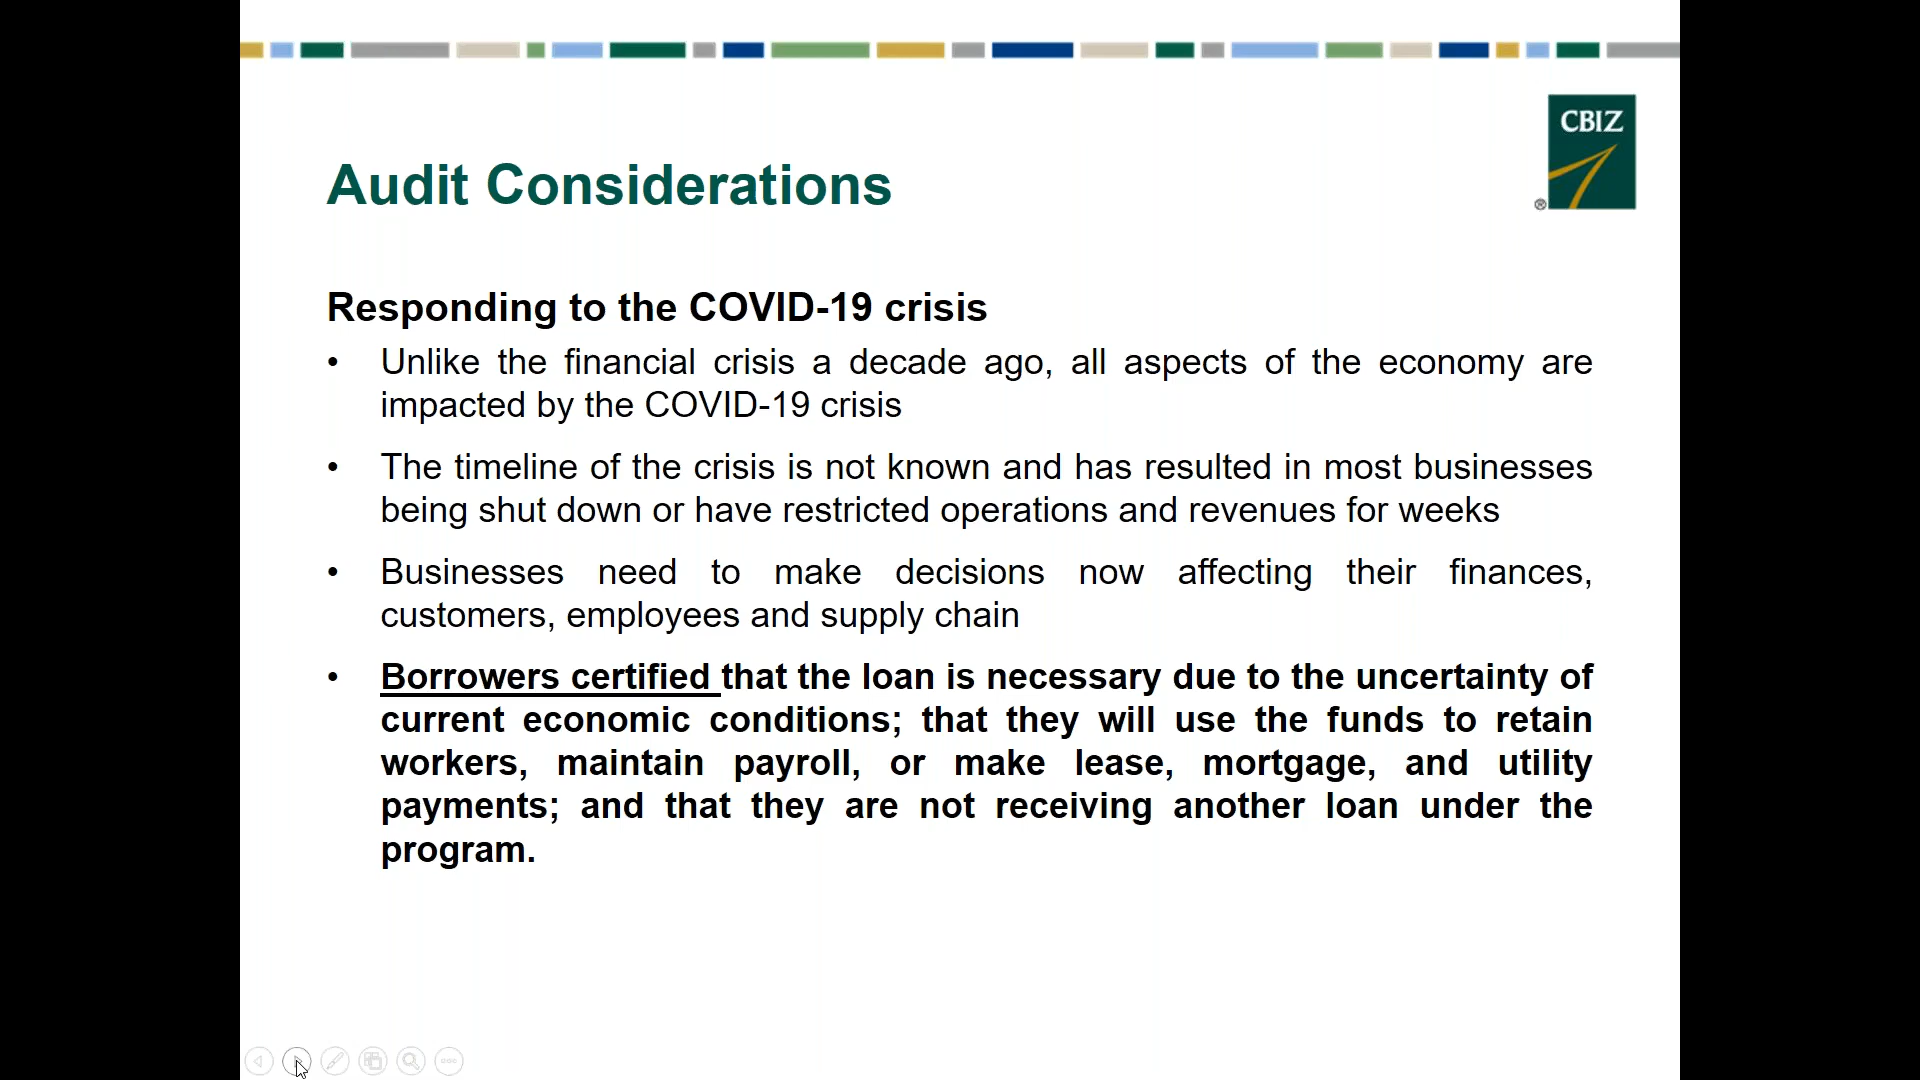 CBIZ
®
Audit Considerations
Responding to the COVID-19 crisis
• Unlike the financial crisis a decade ago, all aspects of the economy are
impacted by the COVID-19 crisis
• The timeline of the crisis is not known and has resulted in most businesses
being shut down or have restricted operations and revenues for weeks
• Businesses need to make decisions now affecting their finances,
customers, employees and supply chain
• Borrowers certified that the loan is necessary due to the uncertainty of
current economic conditions; that they will use the funds to retain
workers, maintain payroll, or make lease, mortgage, and utility
payments; and that they are not receiving another loan under the
program.